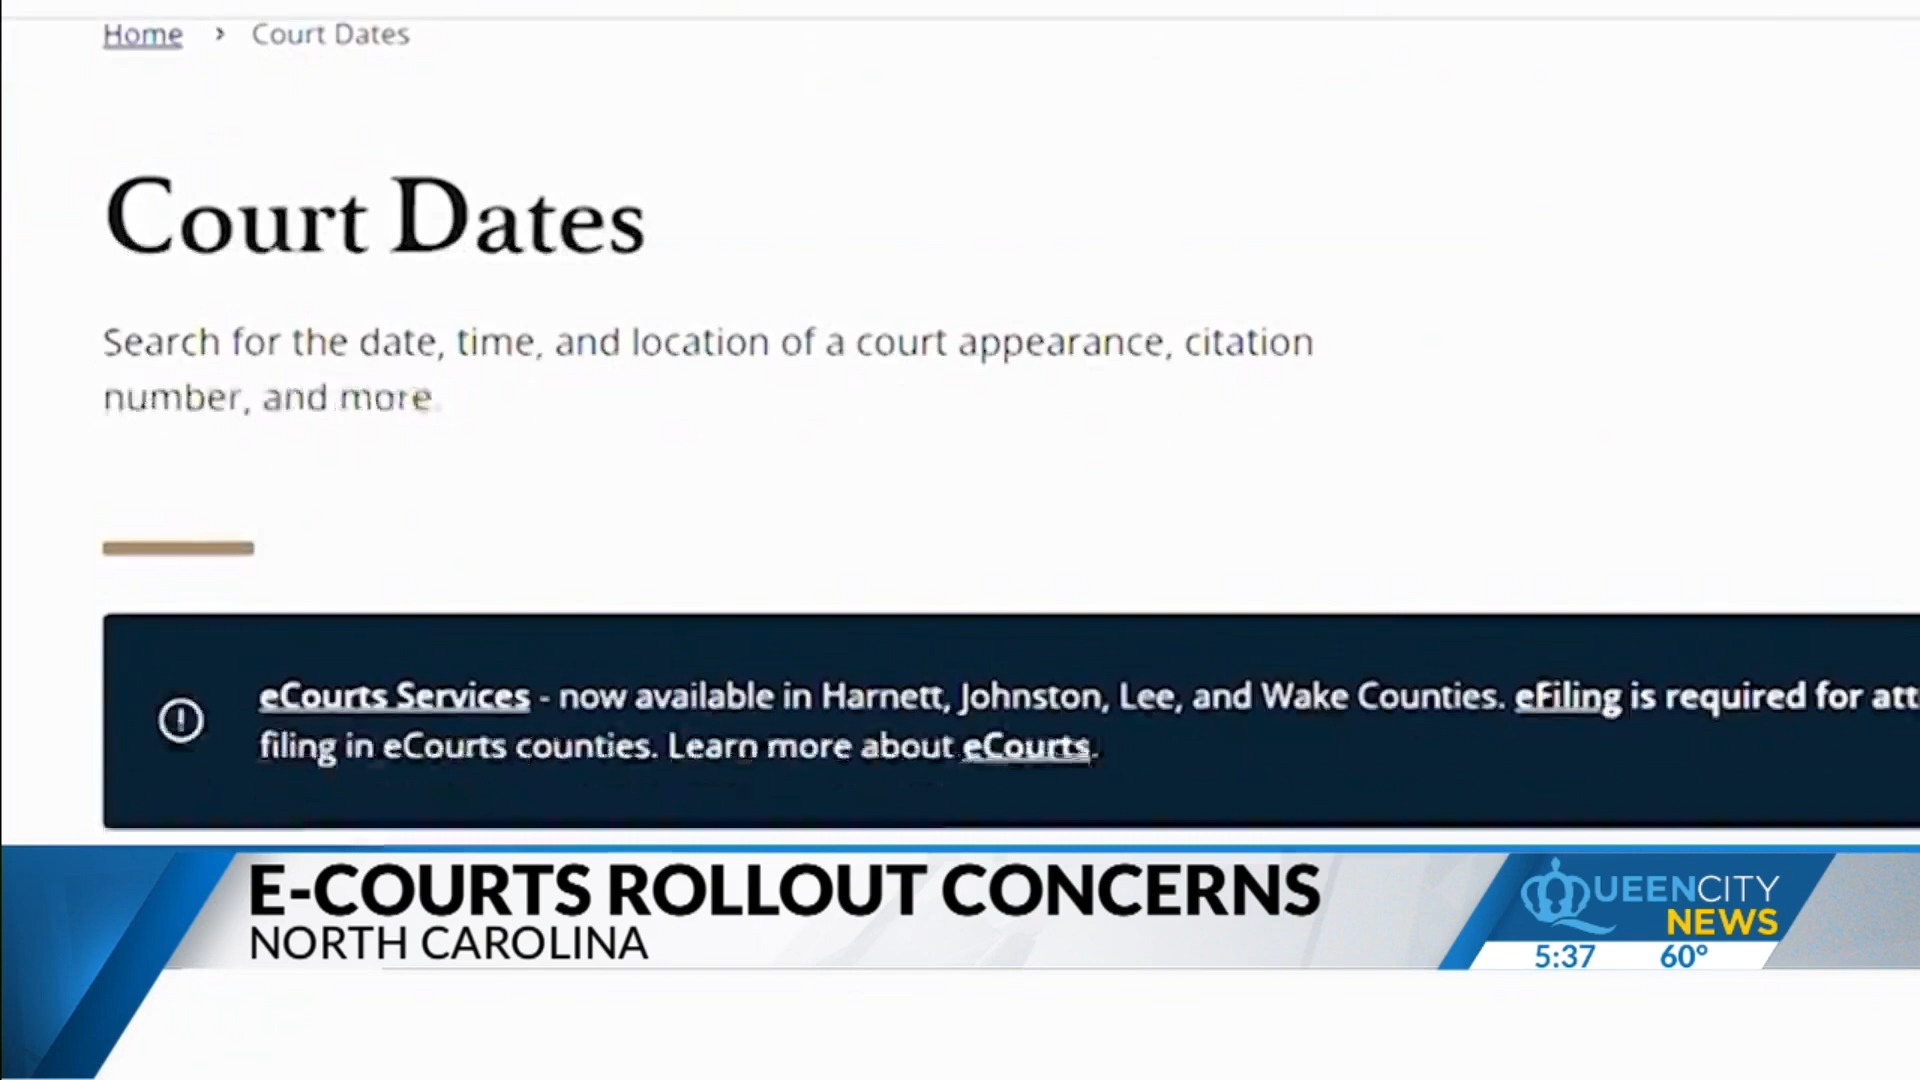 Home > Court Dates
Court Dates
Search for the date, time, and location of a court appearance, citation
number, and more.
eCourts Services - now available in Harnett, Johnston, Lee, and Wake Counties. eFiling is required for att
filing in eCourts counties. Learn more about eCourts.
E-COURTS ROLLOUT CONCERNS
NORTH CAROLINA
QUEEN CITY
NEWS
5:37 60°